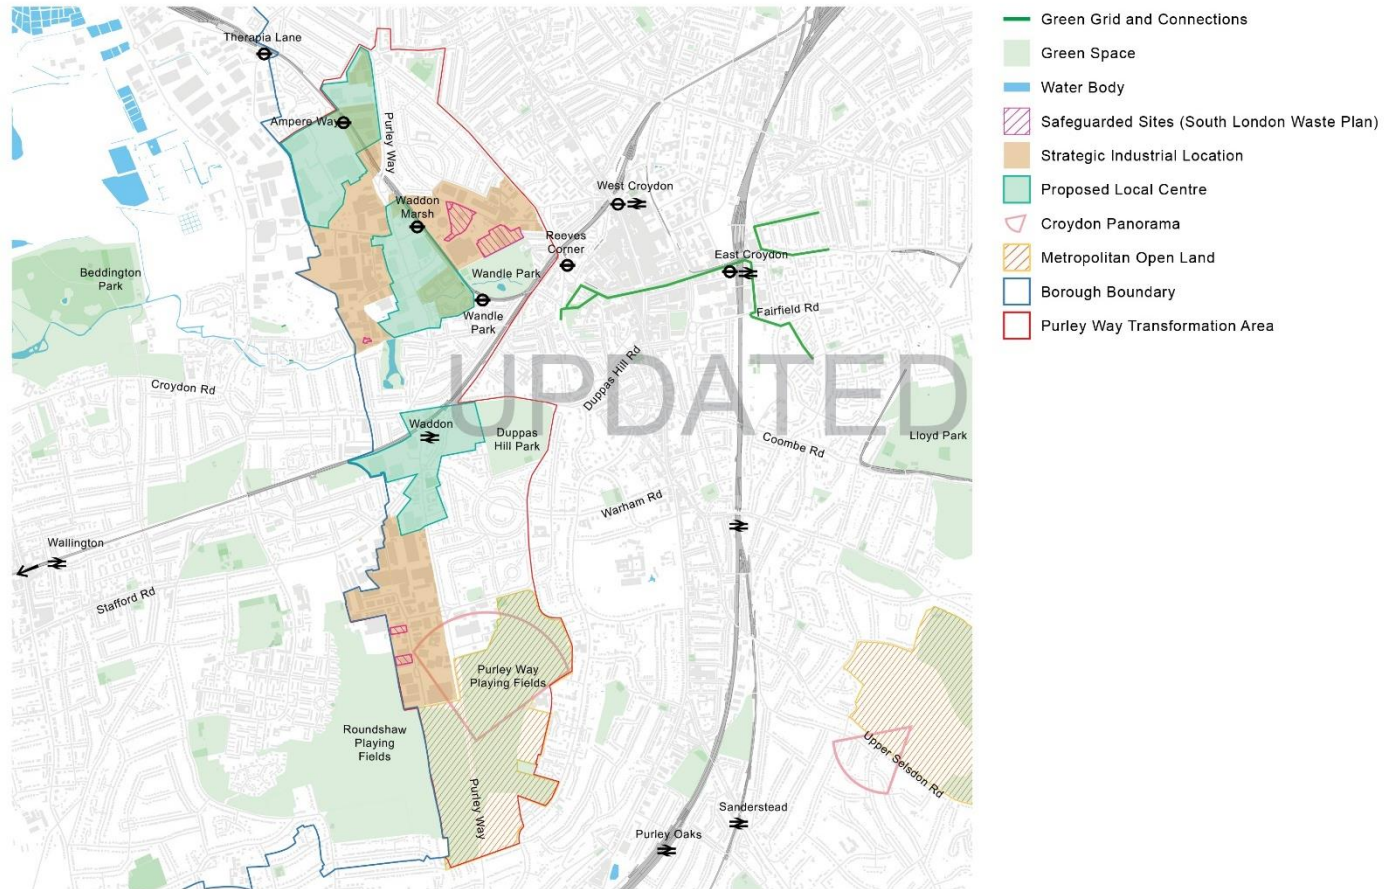 Therapia Lane
Ampere Way
Purley Way
Waddon
Marsh
West Croydon
Reeves
Corner
East Croydon
Beddington
Park
Wandle Park
Wandle
Park
Fairfield Rd
Croydon Rd
Duppas Hill Rd
UPDATED
Waddon
Duppas
Hill Park
Coombe Rd
Lloyd Park
Warham Rd
Wallington
Stafford Rd
Purley Way
Playing Fields
Roundshaw
Playing
Fields
Purley Way
Upper Selsdon Rd
Sanderstead
Purley Oaks
Green Grid and Connections
Green Space
Water Body
Safeguarded Sites (South London Waste Plan)
Strategic Industrial Location
Proposed Local Centre
Croydon Panorama
Metropolitan Open Land
Borough Boundary
Purley Way Transformation Area